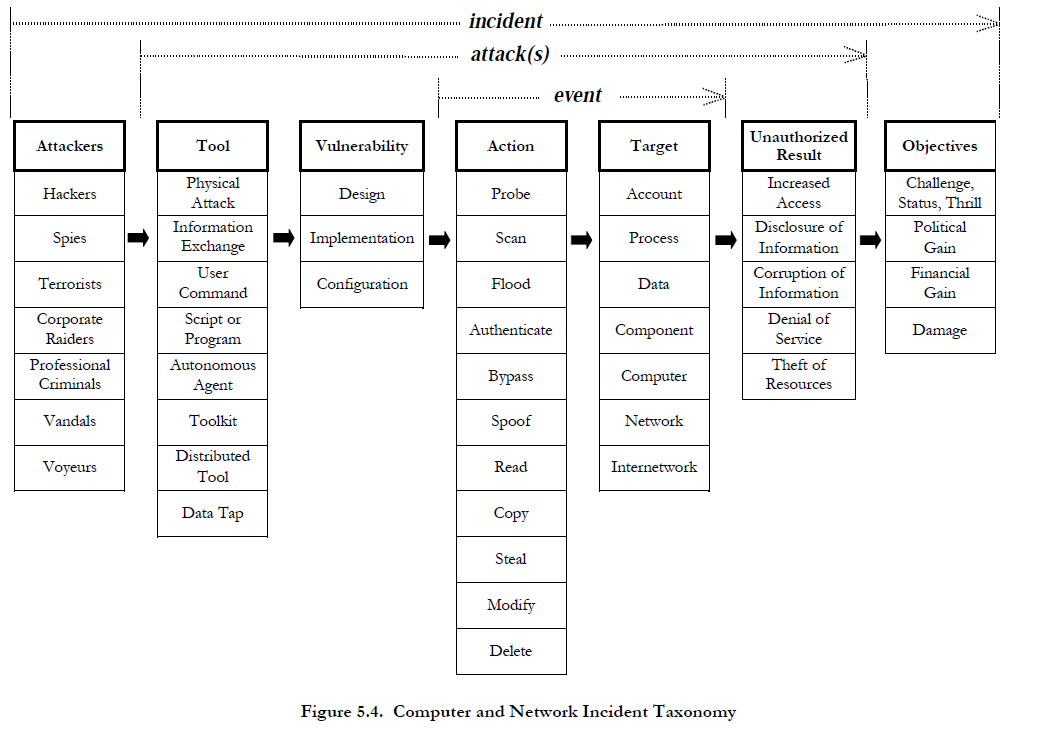 incident
attack(s)
event
Attackers
Hackers
Spies
Terrorists
Corporate
Raiders
Professional
Criminals
Vandals
Voyeurs
Tool
Physical
Attack
Information
Exchange
User
Command
Script or
Program
Autonomous
Agent
Toolkit
Distributed
Tool
Data Tap
Vulnerability
Design
Implementation
Configuration
Action
Probe
Scan
Flood
Authenticate
Bypass
Spoof
Read
Copy
Steal
Modify
Delete
Target
Account
Process
Data
Component
Computer
Network
Internetwork
Unauthorized
Result
Increased
Access
Disclosure of
Information
Corruption of
Information
Denial of
Service
Theft of
Resources
Objectives
Challenge,
Status, Thrill
Political
Gain
Financial
Gain
Damage
Figure 5.4. Computer and Network Incident Taxonomy